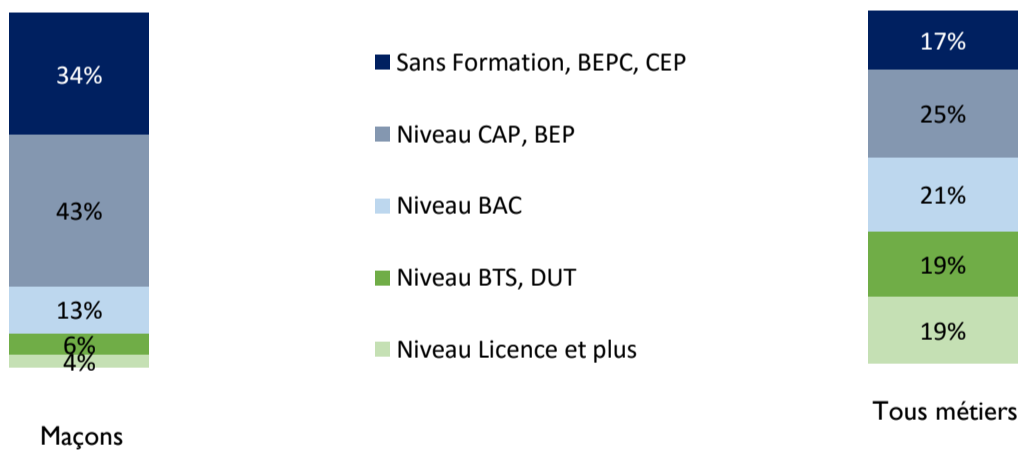 34%
43%
13%
6%
4%
Maçons
Sans Formation, BEPC, CEP
Niveau CAP, BEP
Niveau BAC
Niveau BTS, DUT
Niveau Licence et plus
17%
25%
21%
19%
19%
Tous métiers